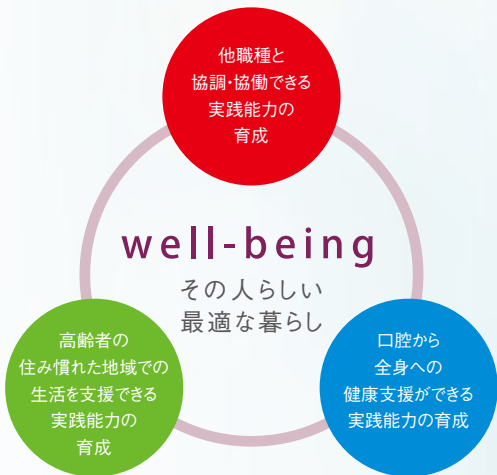 他職種と
協調・協働できる
実践能力の
育成
well-being
その人らしい
最適な暮らし
高齢者の
住み慣れた地域での
生活を支援できる
実践能力の
育成
口腔から
全身への
健康支援ができる
実践能力の育成